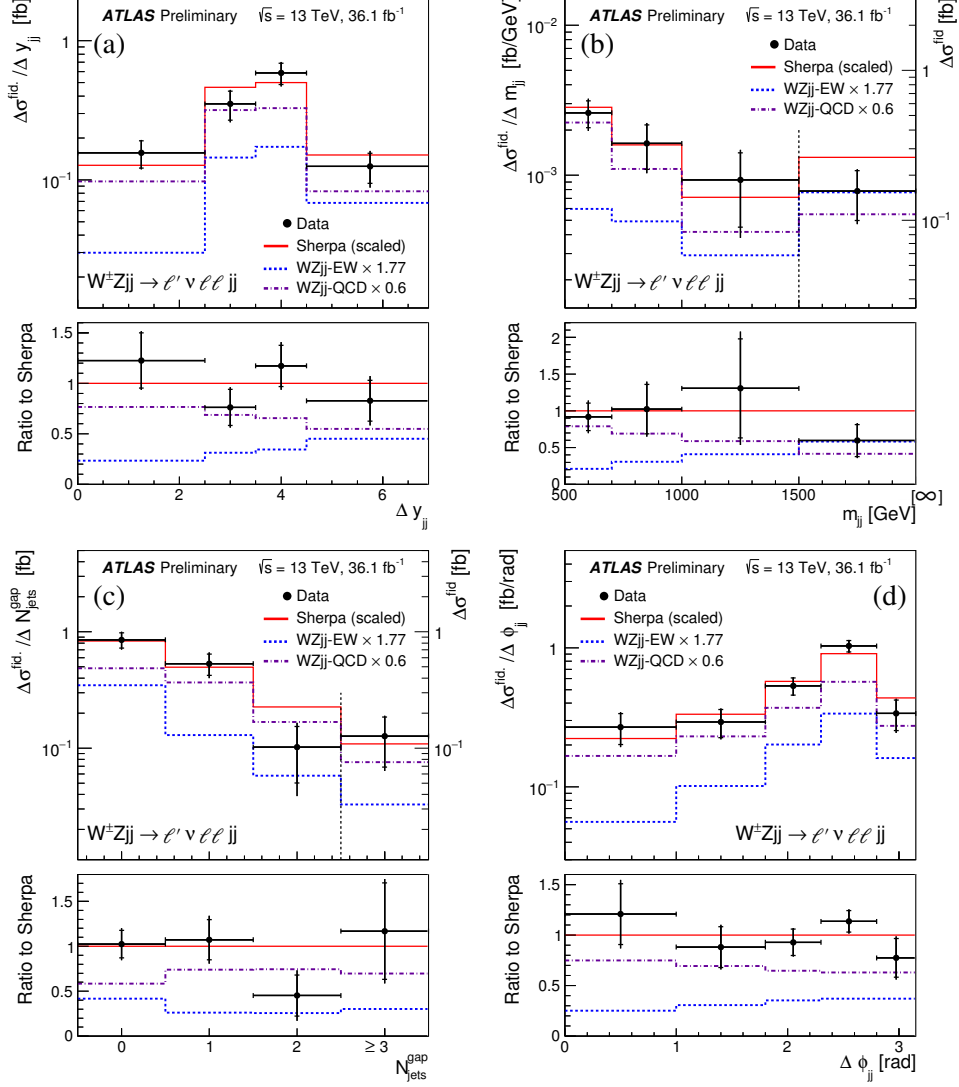 ATLAS Preliminary √s = 13 TeV, 36.1 fb⁻¹
(a)
Δσ^fid. / Δ y_jj [fb]
1
10⁻¹
Data
Sherpa (scaled)
WZjj-EW × 1.77
WZjj-QCD × 0.6
W±Zjj → ℓ′ ν ℓℓ jj
Ratio to Sherpa
1.5
1
0.5
0
0 2 4 6
Δ y_jj
ATLAS Preliminary √s = 13 TeV, 36.1 fb⁻¹
(b)
Δσ^fid. / Δ m_jj [fb/GeV]
Δσ^fid [fb]
10⁻²
10⁻³
1
10⁻¹
Data
Sherpa (scaled)
WZjj-EW × 1.77
WZjj-QCD × 0.6
W±Zjj → ℓ′ ν ℓℓ jj
Ratio to Sherpa
2
1.5
1
0.5
0
500 1000 1500 [∞]
m_jj [GeV]
ATLAS Preliminary √s = 13 TeV, 36.1 fb⁻¹
(c)
Δσ^fid. / Δ N_jets^gap [fb]
Δσ^fid [fb]
1
10⁻¹
1
10⁻¹
Data
Sherpa (scaled)
WZjj-EW × 1.77
WZjj-QCD × 0.6
W±Zjj → ℓ′ ν ℓℓ jj
Ratio to Sherpa
1.5
1
0.5
0
0 1 2 ≥ 3
N_jets^gap
ATLAS Preliminary √s = 13 TeV, 36.1 fb⁻¹
(d)
Δσ^fid. / Δ ϕ_jj [fb/rad]
1
10⁻¹
Data
Sherpa (scaled)
WZjj-EW × 1.77
WZjj-QCD × 0.6
W±Zjj → ℓ′ ν ℓℓ jj
Ratio to Sherpa
1.5
1
0.5
0
0 1 2 3
Δ ϕ_jj [rad]